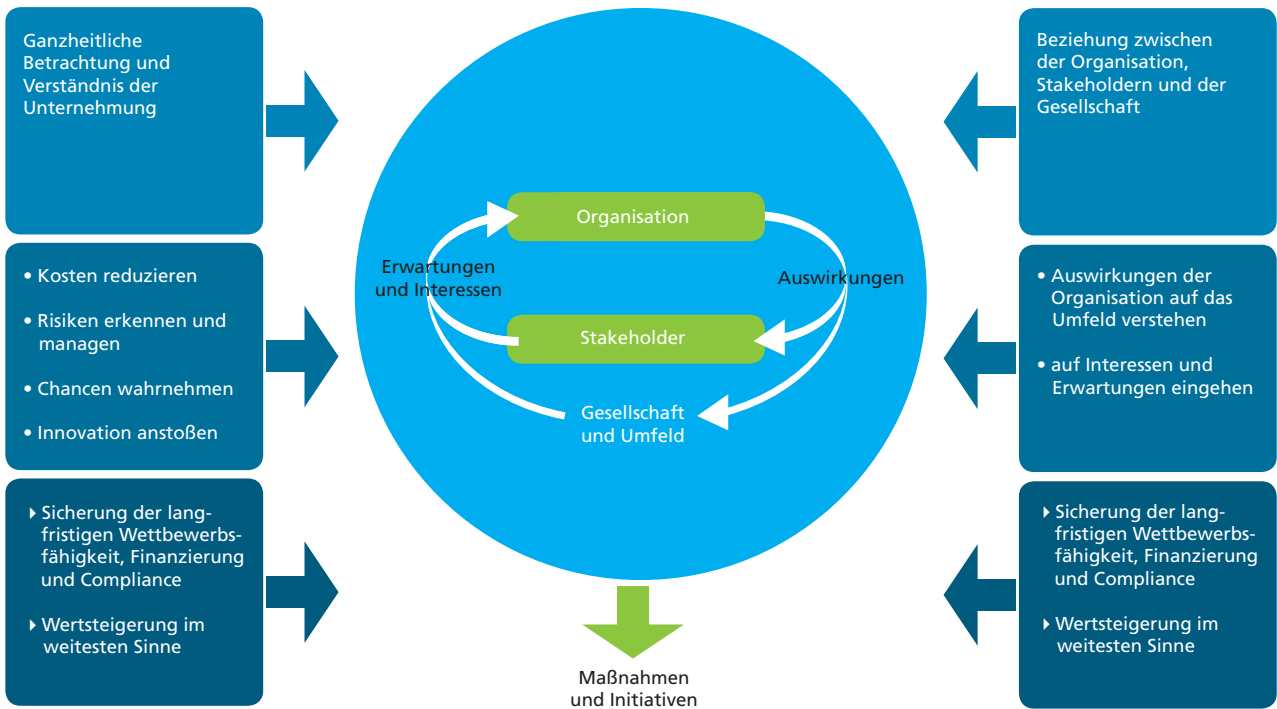 Ganzheitliche
Betrachtung und
Verständnis der
Unternehmung
• Kosten reduzieren
• Risiken erkennen und
managen
• Chancen wahrnehmen
• Innovation anstoßen
▸ Sicherung der lang-
fristigen Wettbewerbs-
fähigkeit, Finanzierung
und Compliance
▸ Wertsteigerung im
weitesten Sinne
Organisation
Erwartungen
und Interessen
Auswirkungen
Stakeholder
Gesellschaft
und Umfeld
Maßnahmen
und Initiativen
Beziehung zwischen
der Organisation,
Stakeholdern und der
Gesellschaft
• Auswirkungen der
Organisation auf das
Umfeld verstehen
• auf Interessen und
Erwartungen eingehen
▸ Sicherung der lang-
fristigen Wettbewerbs-
fähigkeit, Finanzierung
und Compliance
▸ Wertsteigerung im
weitesten Sinne